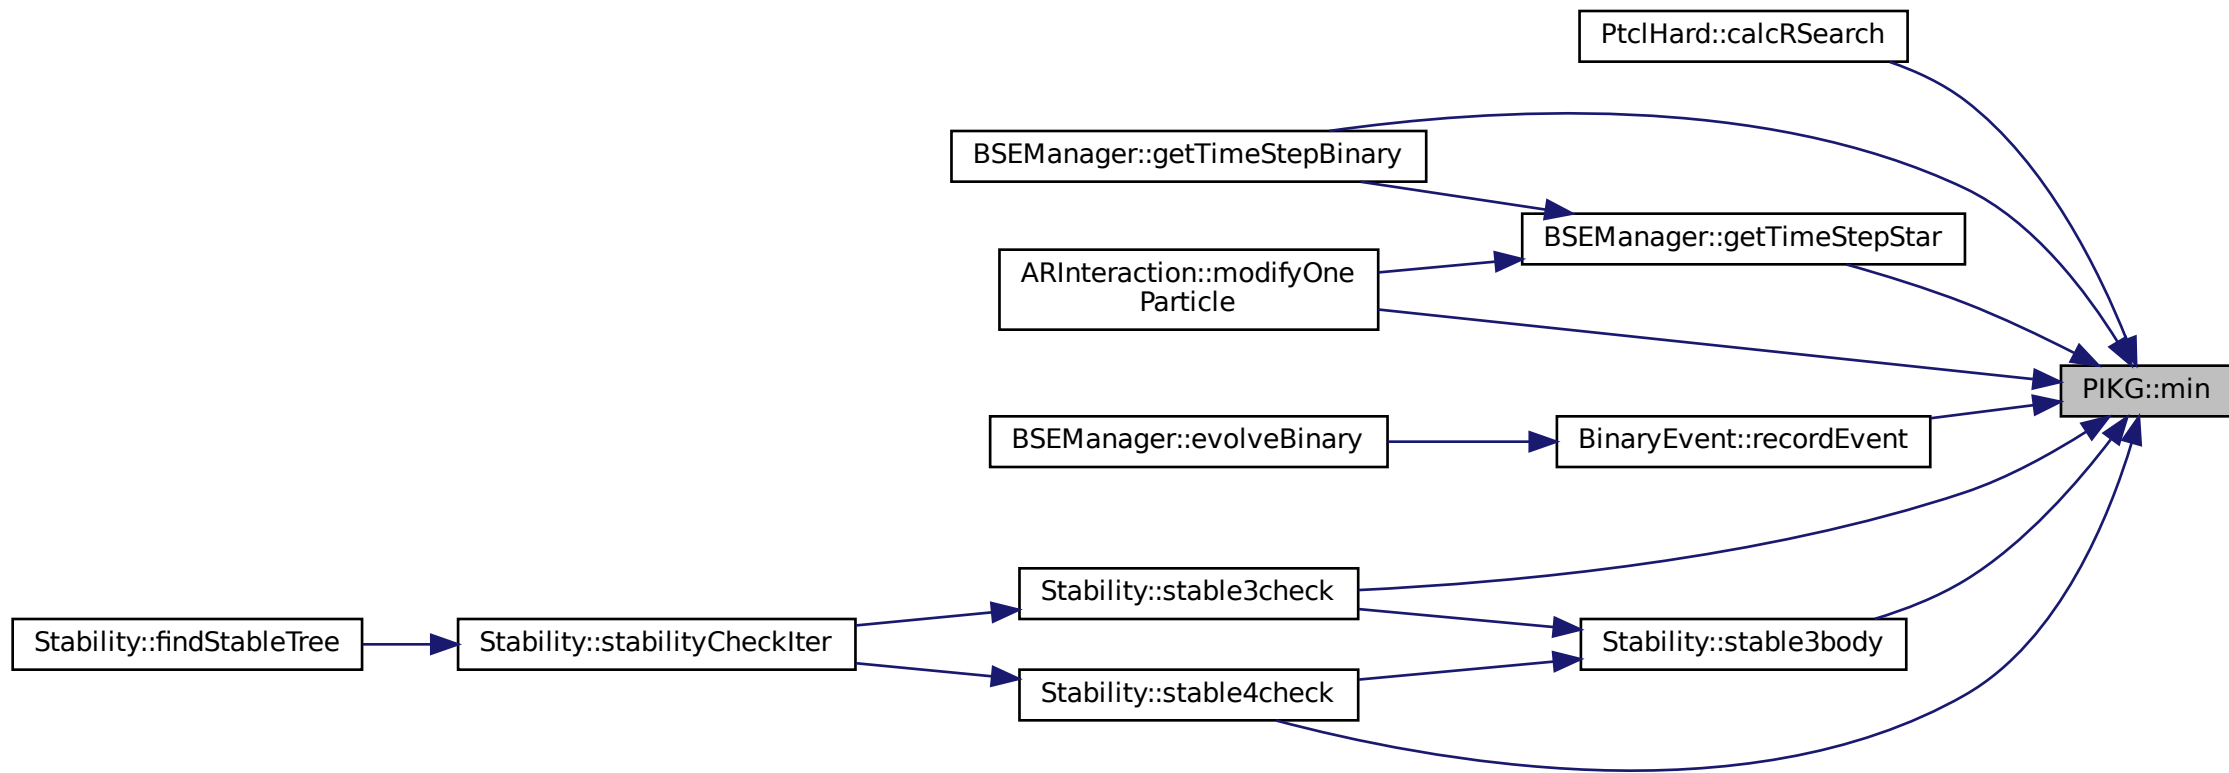 PtclHard::calcRSearch
BSEManager::getTimeStepBinary
BSEManager::getTimeStepStar
ARInteraction::modifyOne
Particle
PIKG::min
BSEManager::evolveBinary
BinaryEvent::recordEvent
Stability::stable3check
Stability::findStableTree
Stability::stabilityCheckIter
Stability::stable3body
Stability::stable4check